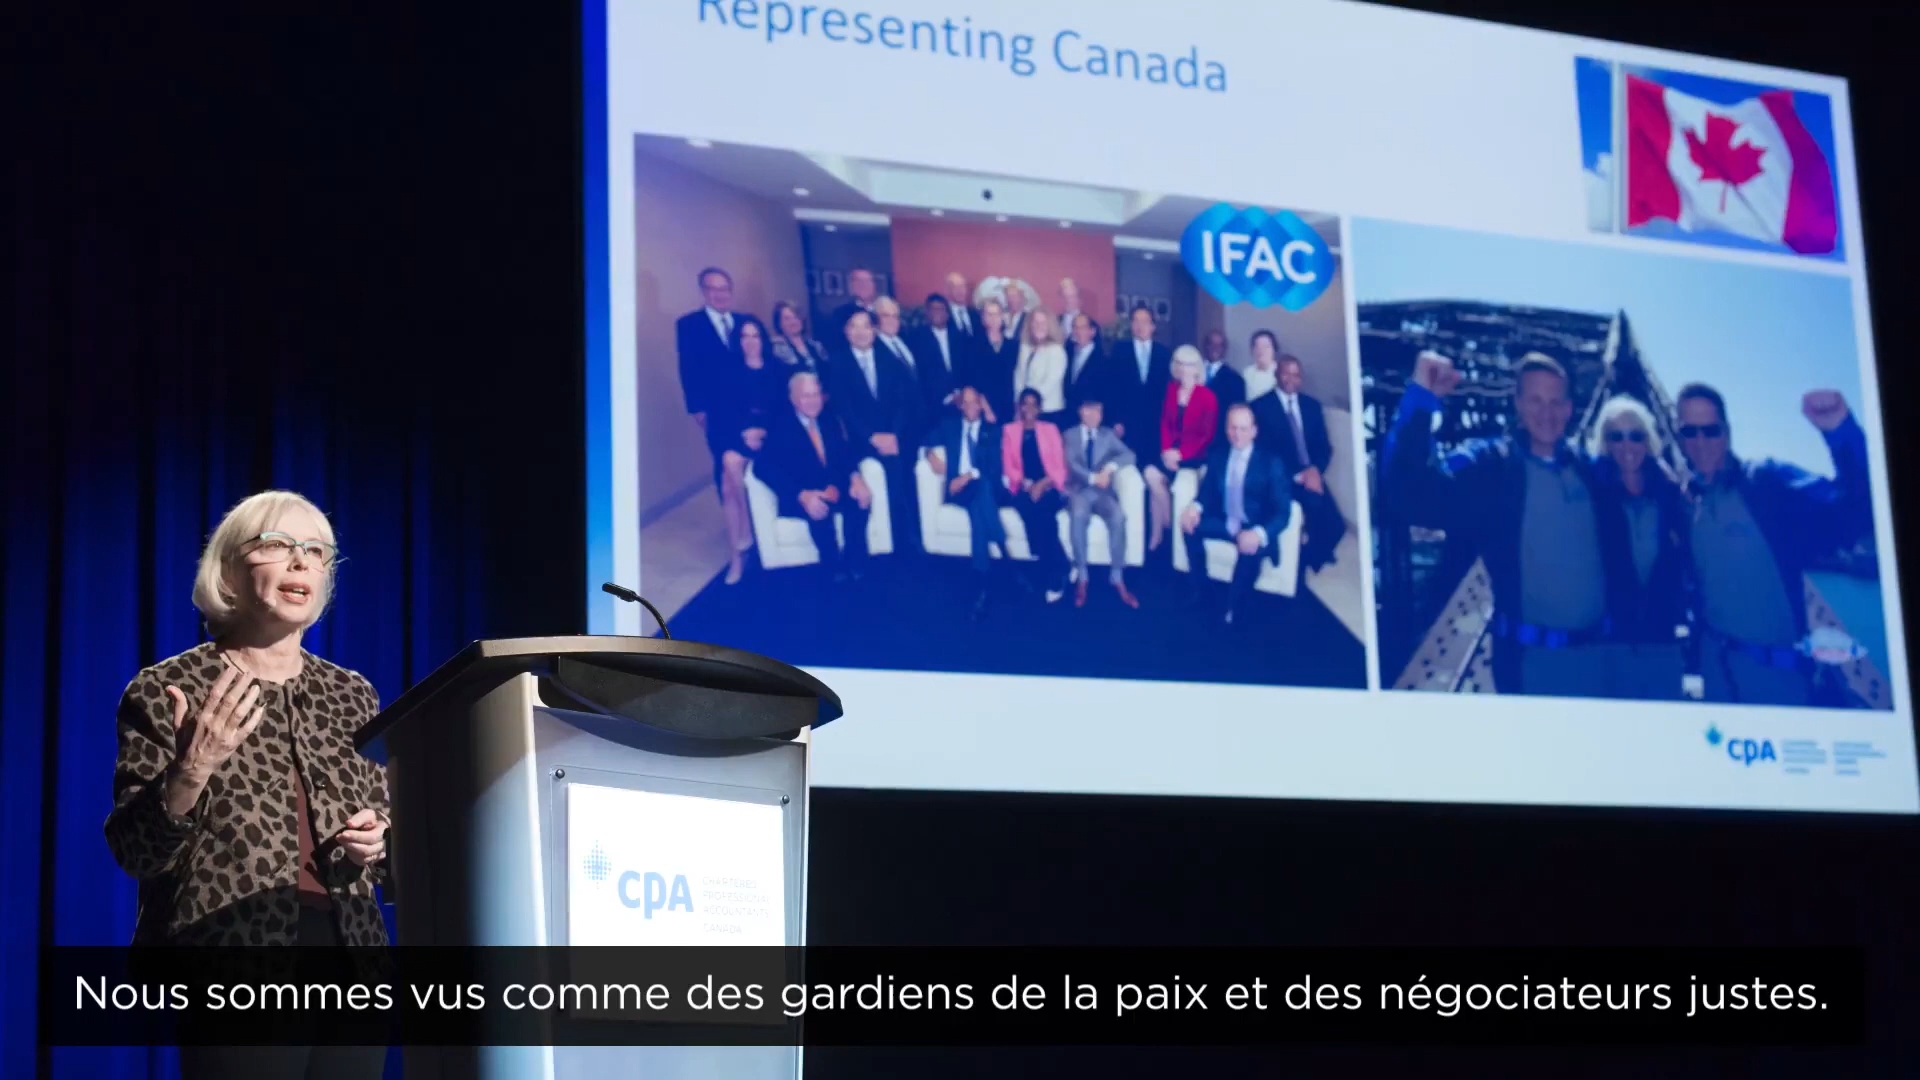 Representing Canada
IFAC
cpa
cpa
CHARTERED
PROFESSIONAL
ACCOUNTANTS
CANADA
Nous sommes vus comme des gardiens de la paix et des négociateurs justes.